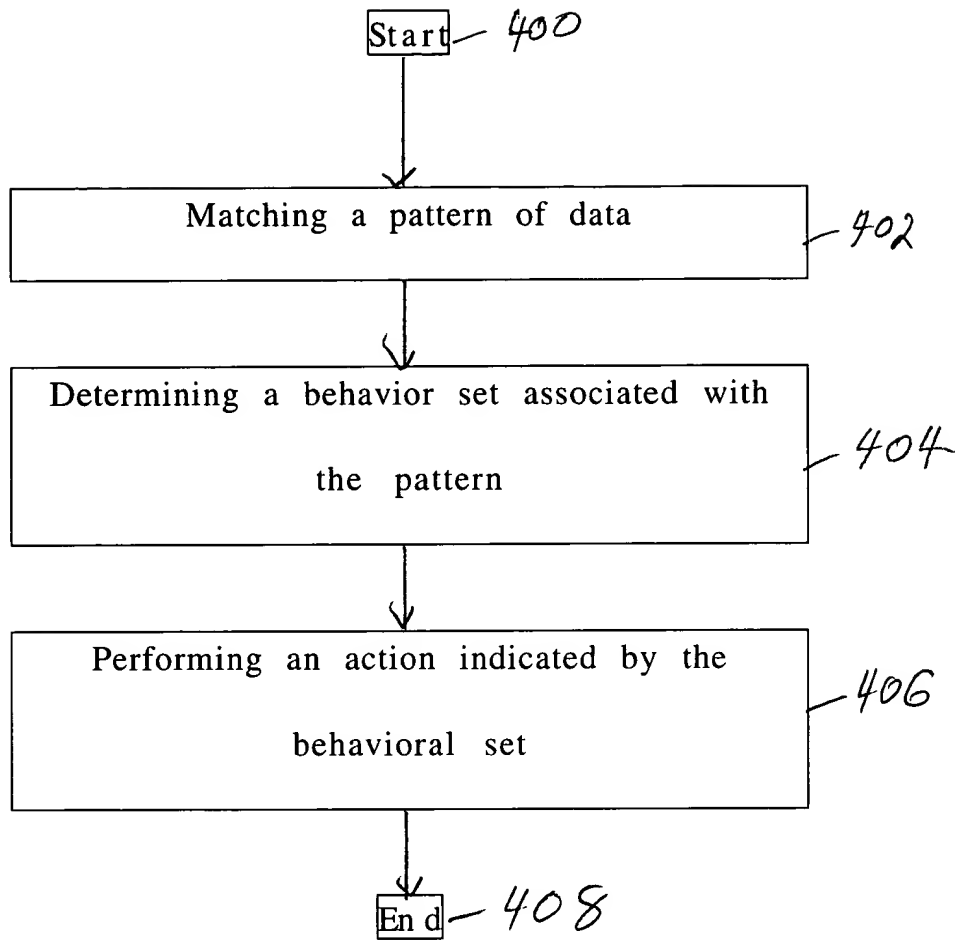 Start 400
Matching a pattern of data
402
Determining a behavior set associated with
404
the pattern
Performing an action indicated by the
406
behavioral set
End 408